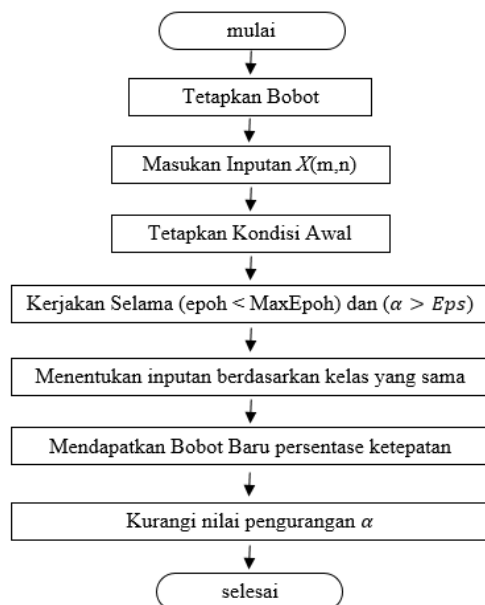 mulai
Tetapkan Bobot
Masukan Inputan X(m,n)
Tetapkan Kondisi Awal
Kerjakan Selama (epoh < MaxEpoh) dan (α > Eps)
Menentukan inputan berdasarkan kelas yang sama
Mendapatkan Bobot Baru persentase ketepatan
Kurangi nilai pengurangan α
selesai